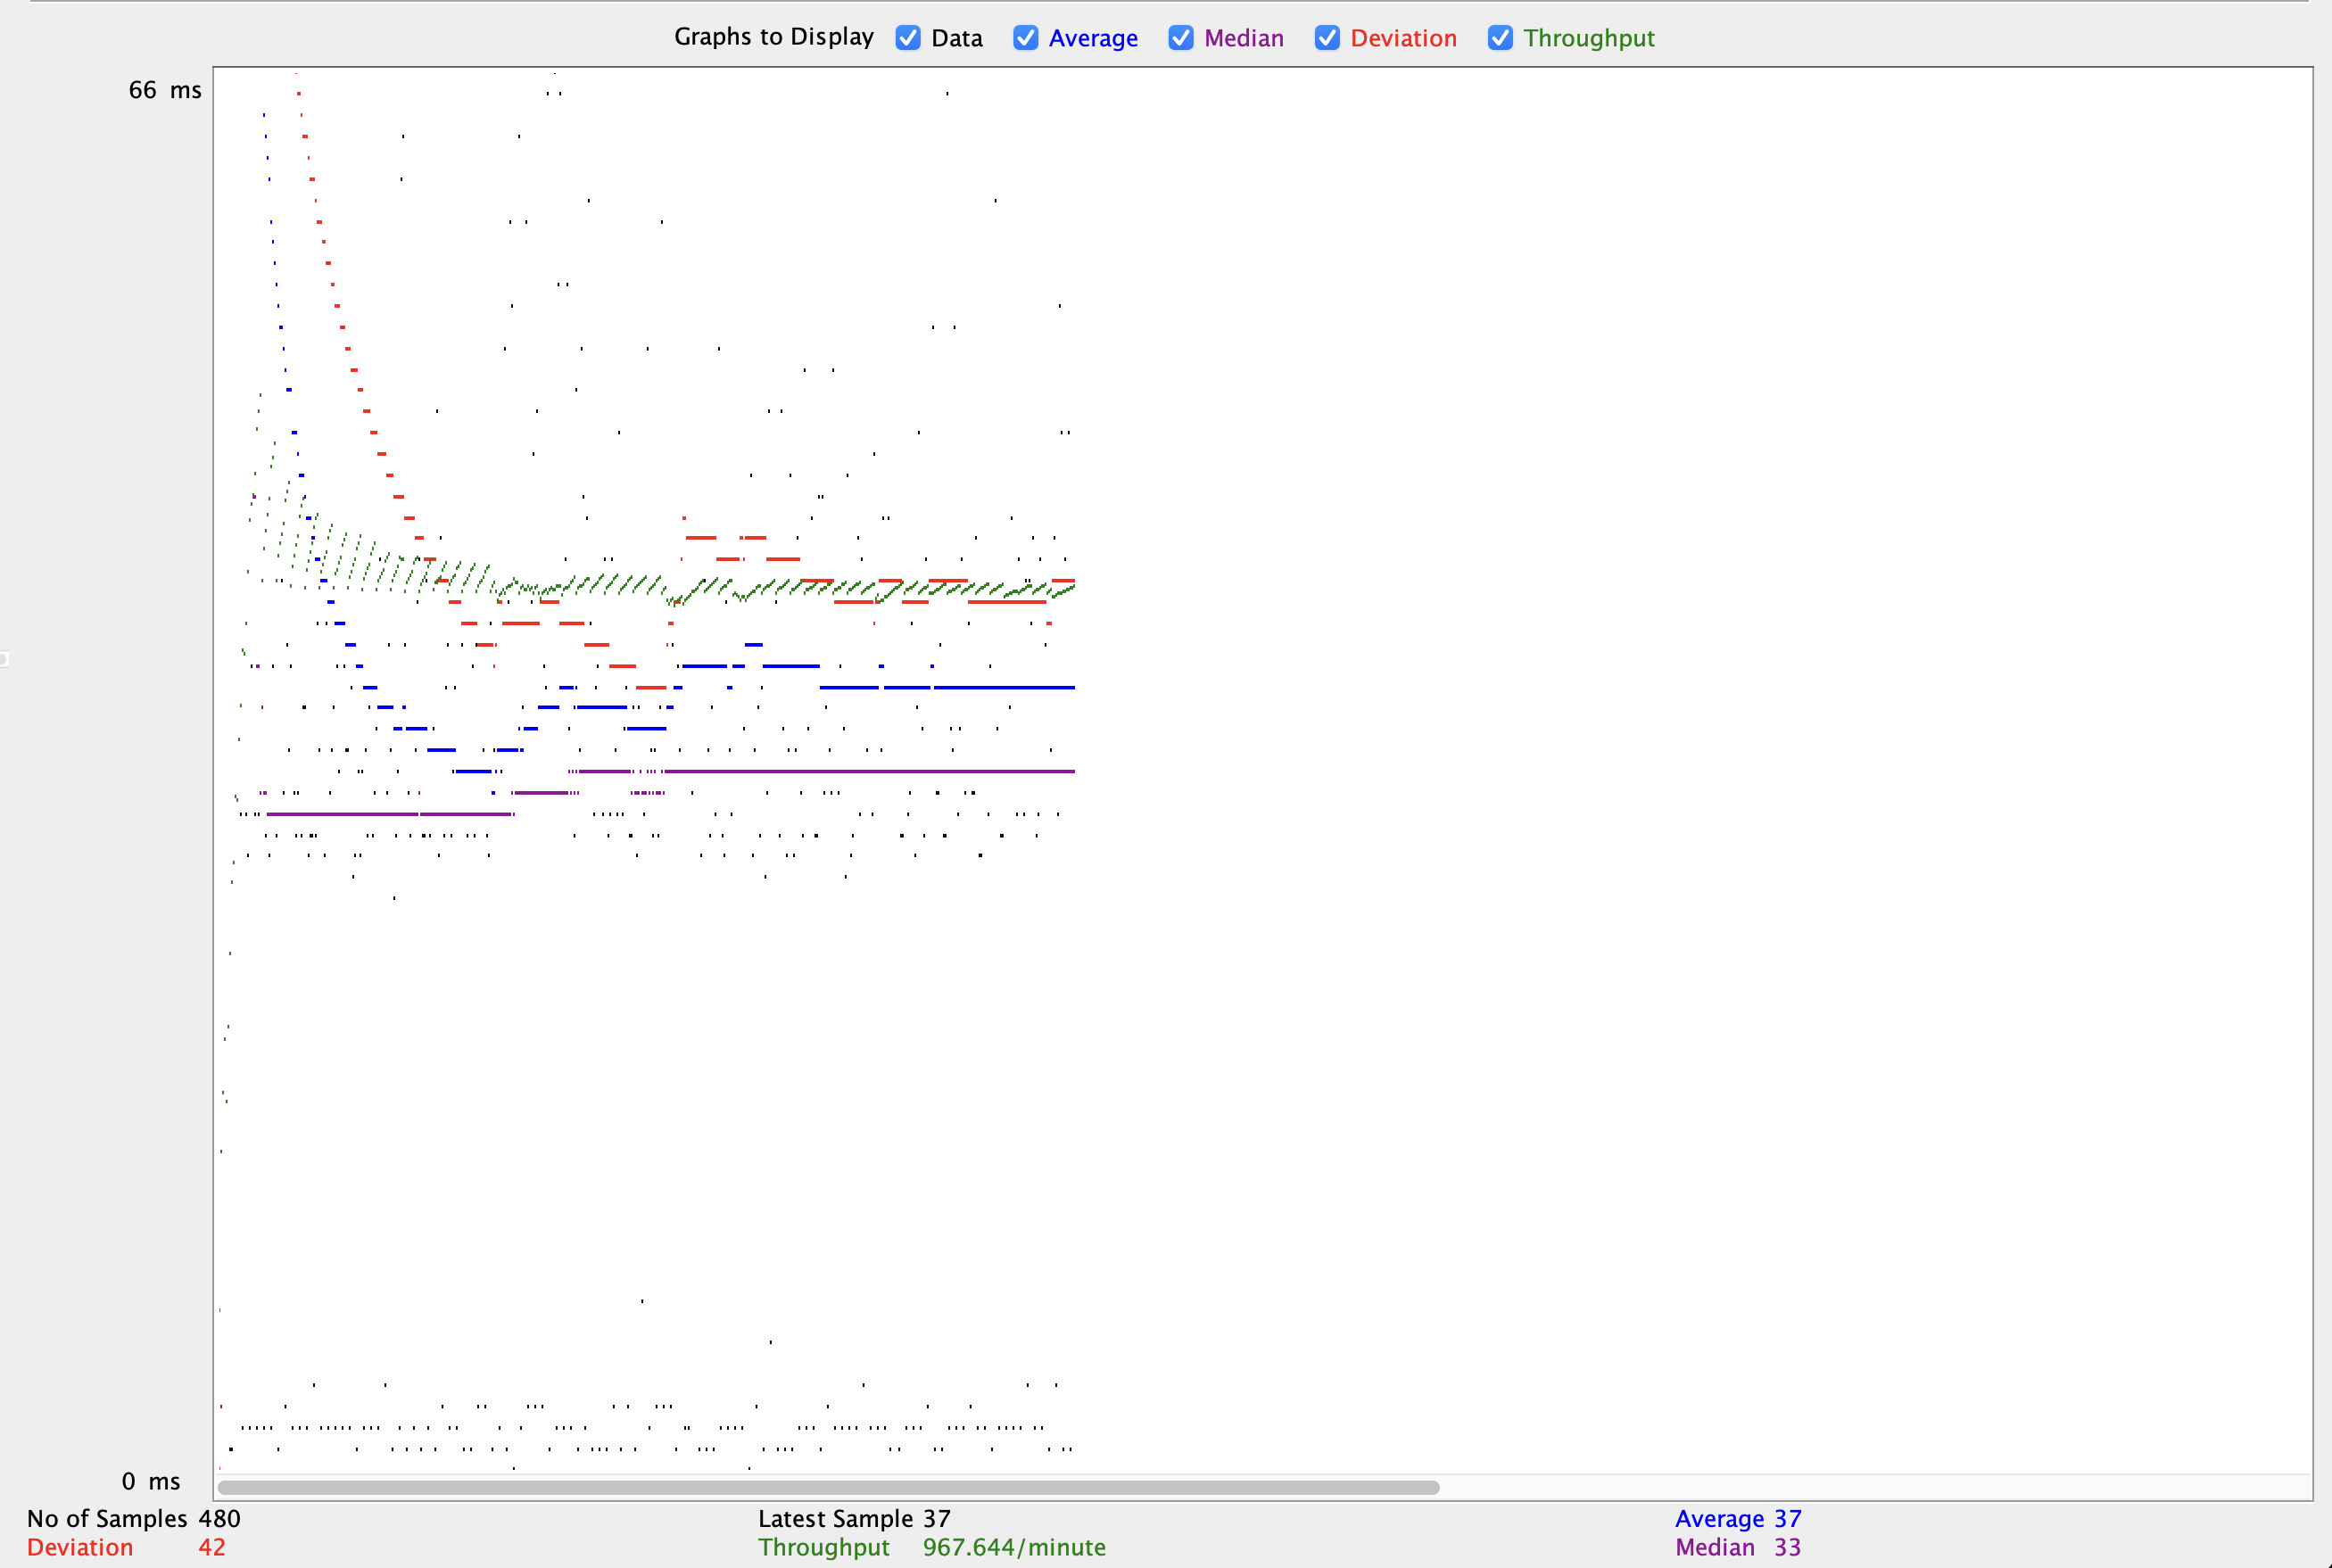 Graphs to Display Data Average Median Deviation Throughput
66 ms
0 ms
No of Samples 480 Latest Sample 37 Average 37
Deviation 42 Throughput 967.644/minute Median 33